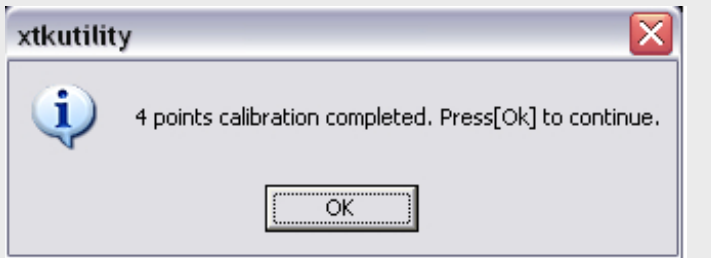 xtkutility
4 points calibration completed. Press[Ok] to continue.
OK